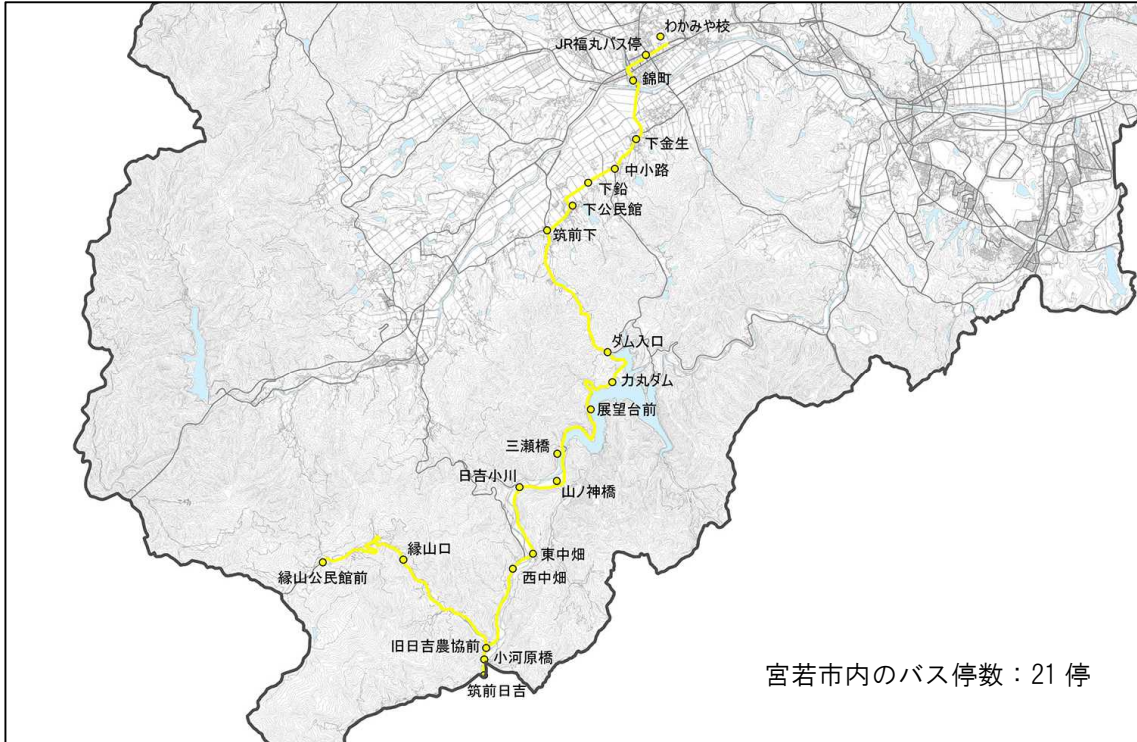 わかみや校
JR福丸バス停
錦町
下金生
中小路
下鉛
下公民館
筑前下
ダム入口
力丸ダム
展望台前
三瀬橋
日吉小川
山ノ神橋
東中畑
縁山口
縁山公民館前
西中畑
旧日吉農協前
小河原橋
筑前日吉
宮若市内のバス停数：21 停